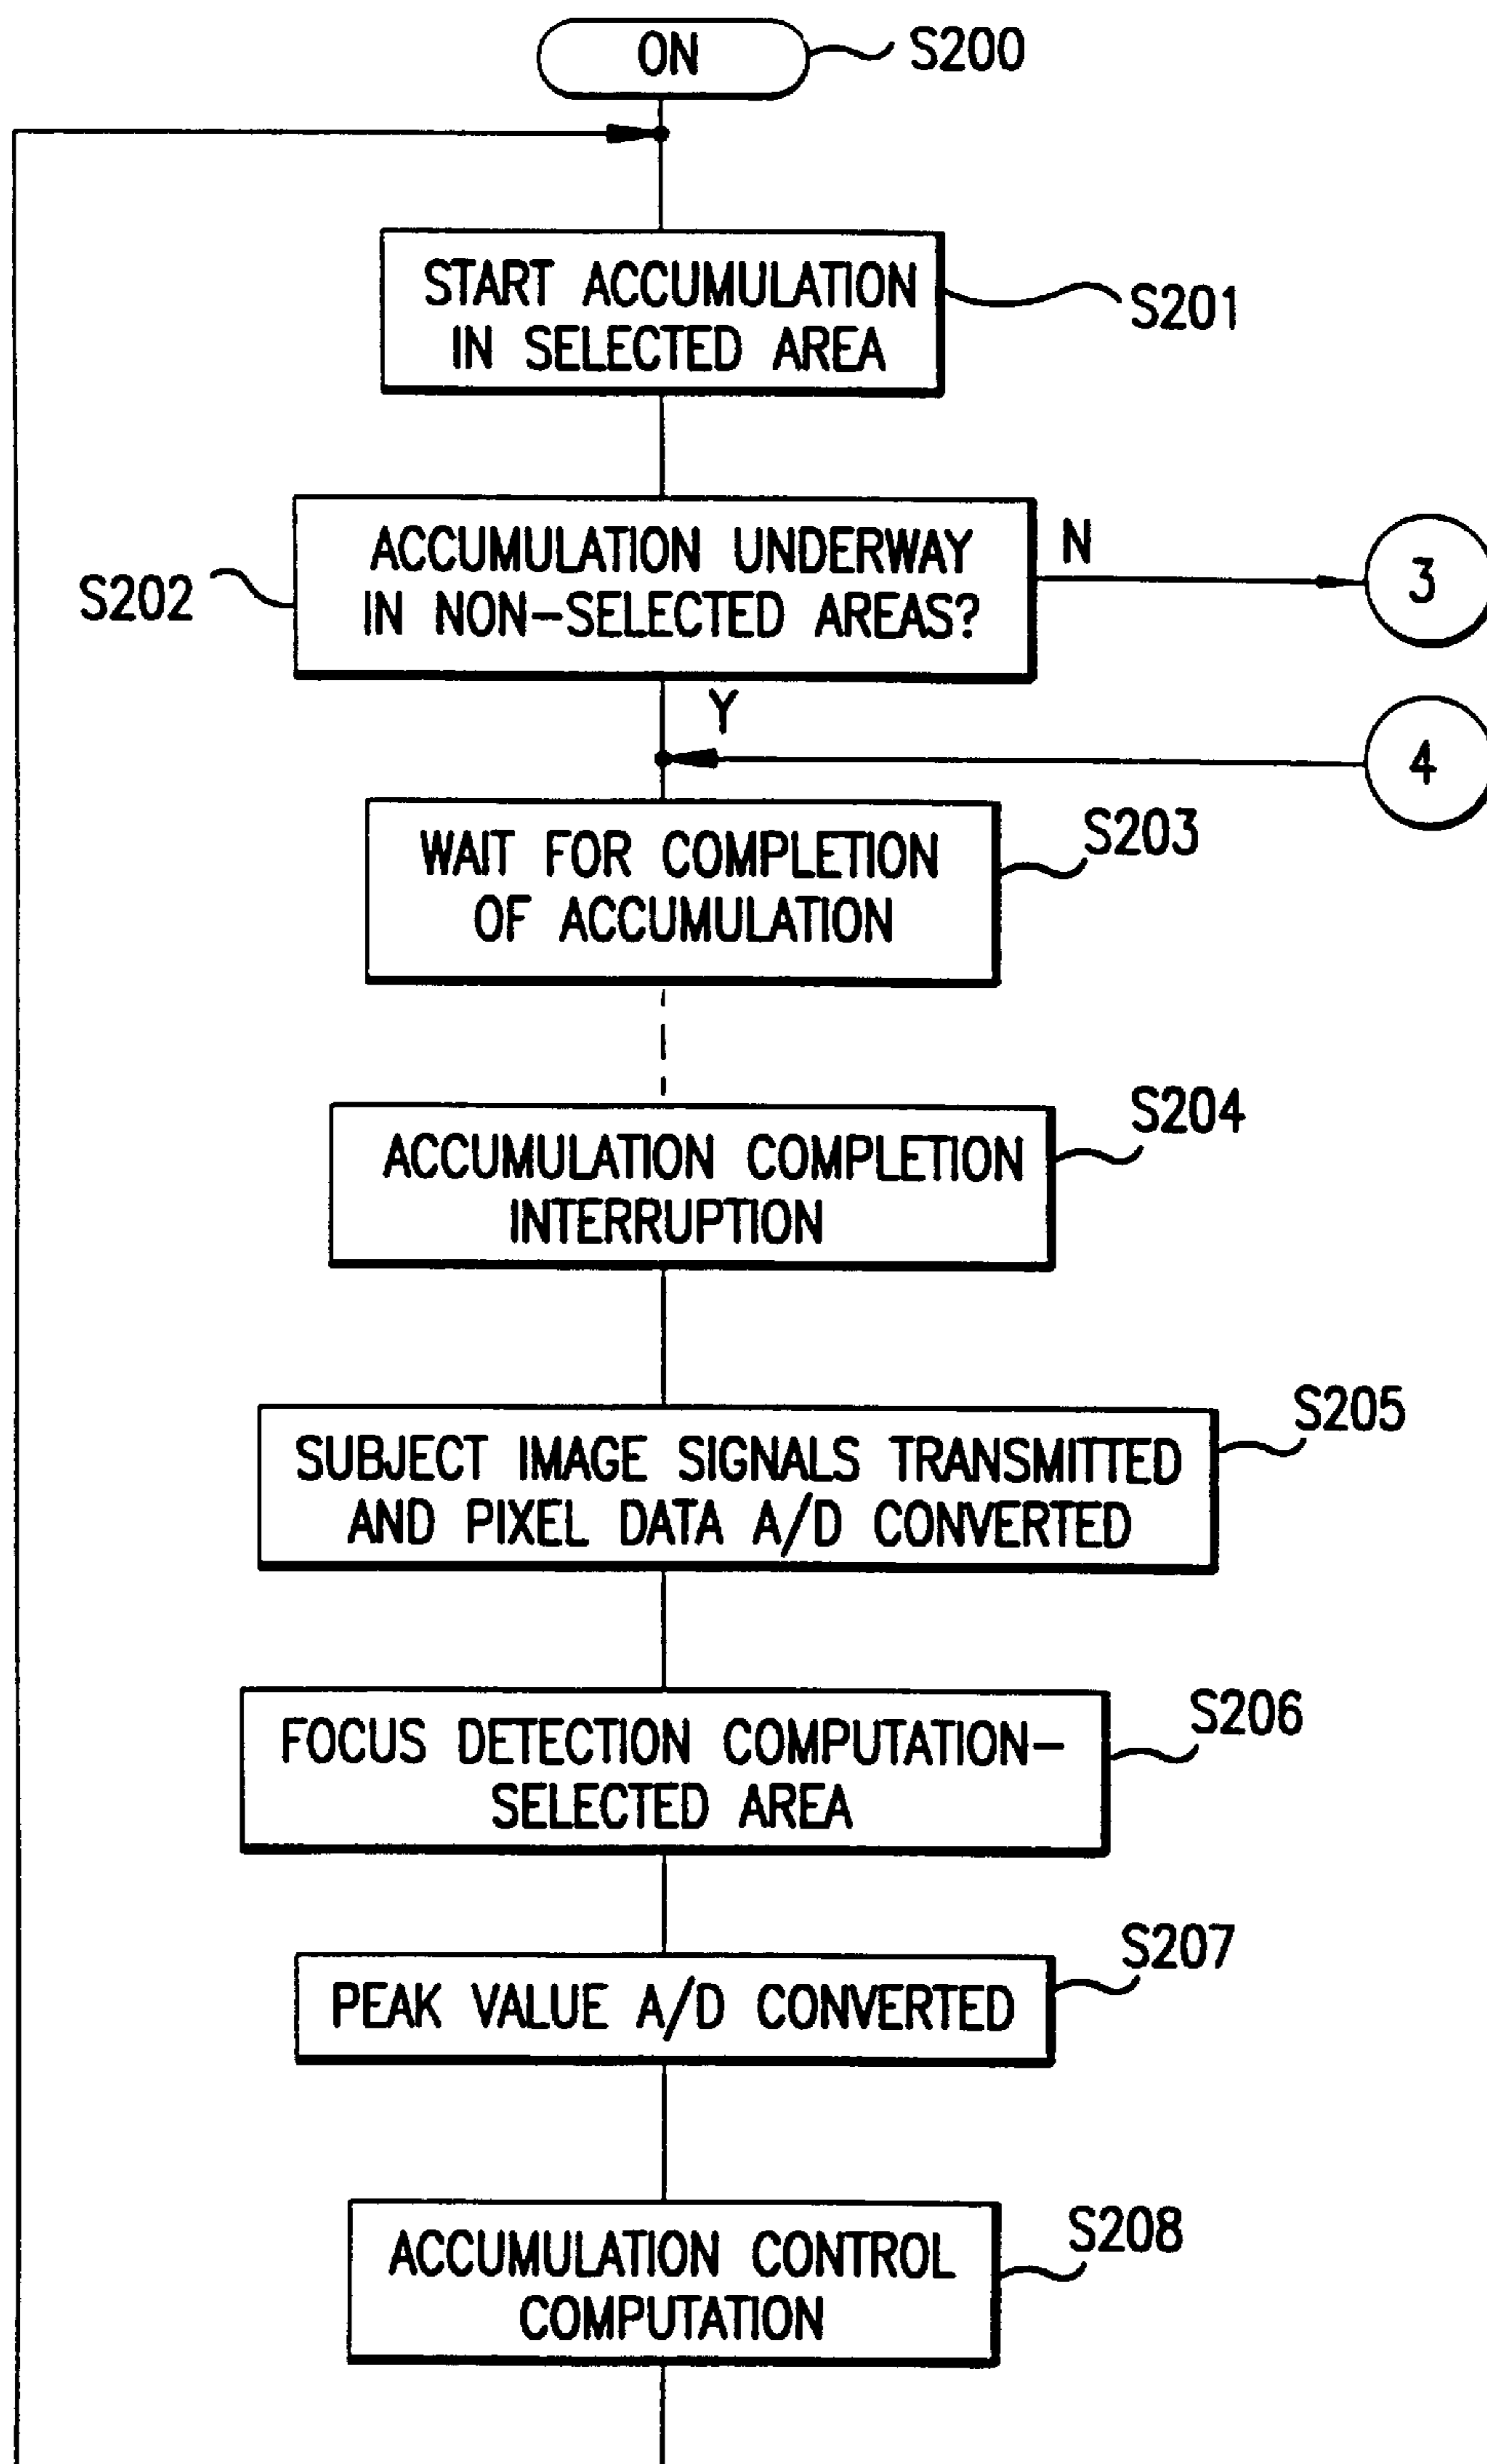 ON
S200
START ACCUMULATION
IN SELECTED AREA
S201
ACCUMULATION UNDERWAY
IN NON-SELECTED AREAS?
S202
N
3
Y
4
WAIT FOR COMPLETION
OF ACCUMULATION
S203
ACCUMULATION COMPLETION
INTERRUPTION
S204
SUBJECT IMAGE SIGNALS TRANSMITTED
AND PIXEL DATA A/D CONVERTED
S205
FOCUS DETECTION COMPUTATION-
SELECTED AREA
S206
PEAK VALUE A/D CONVERTED
S207
ACCUMULATION CONTROL
COMPUTATION
S208